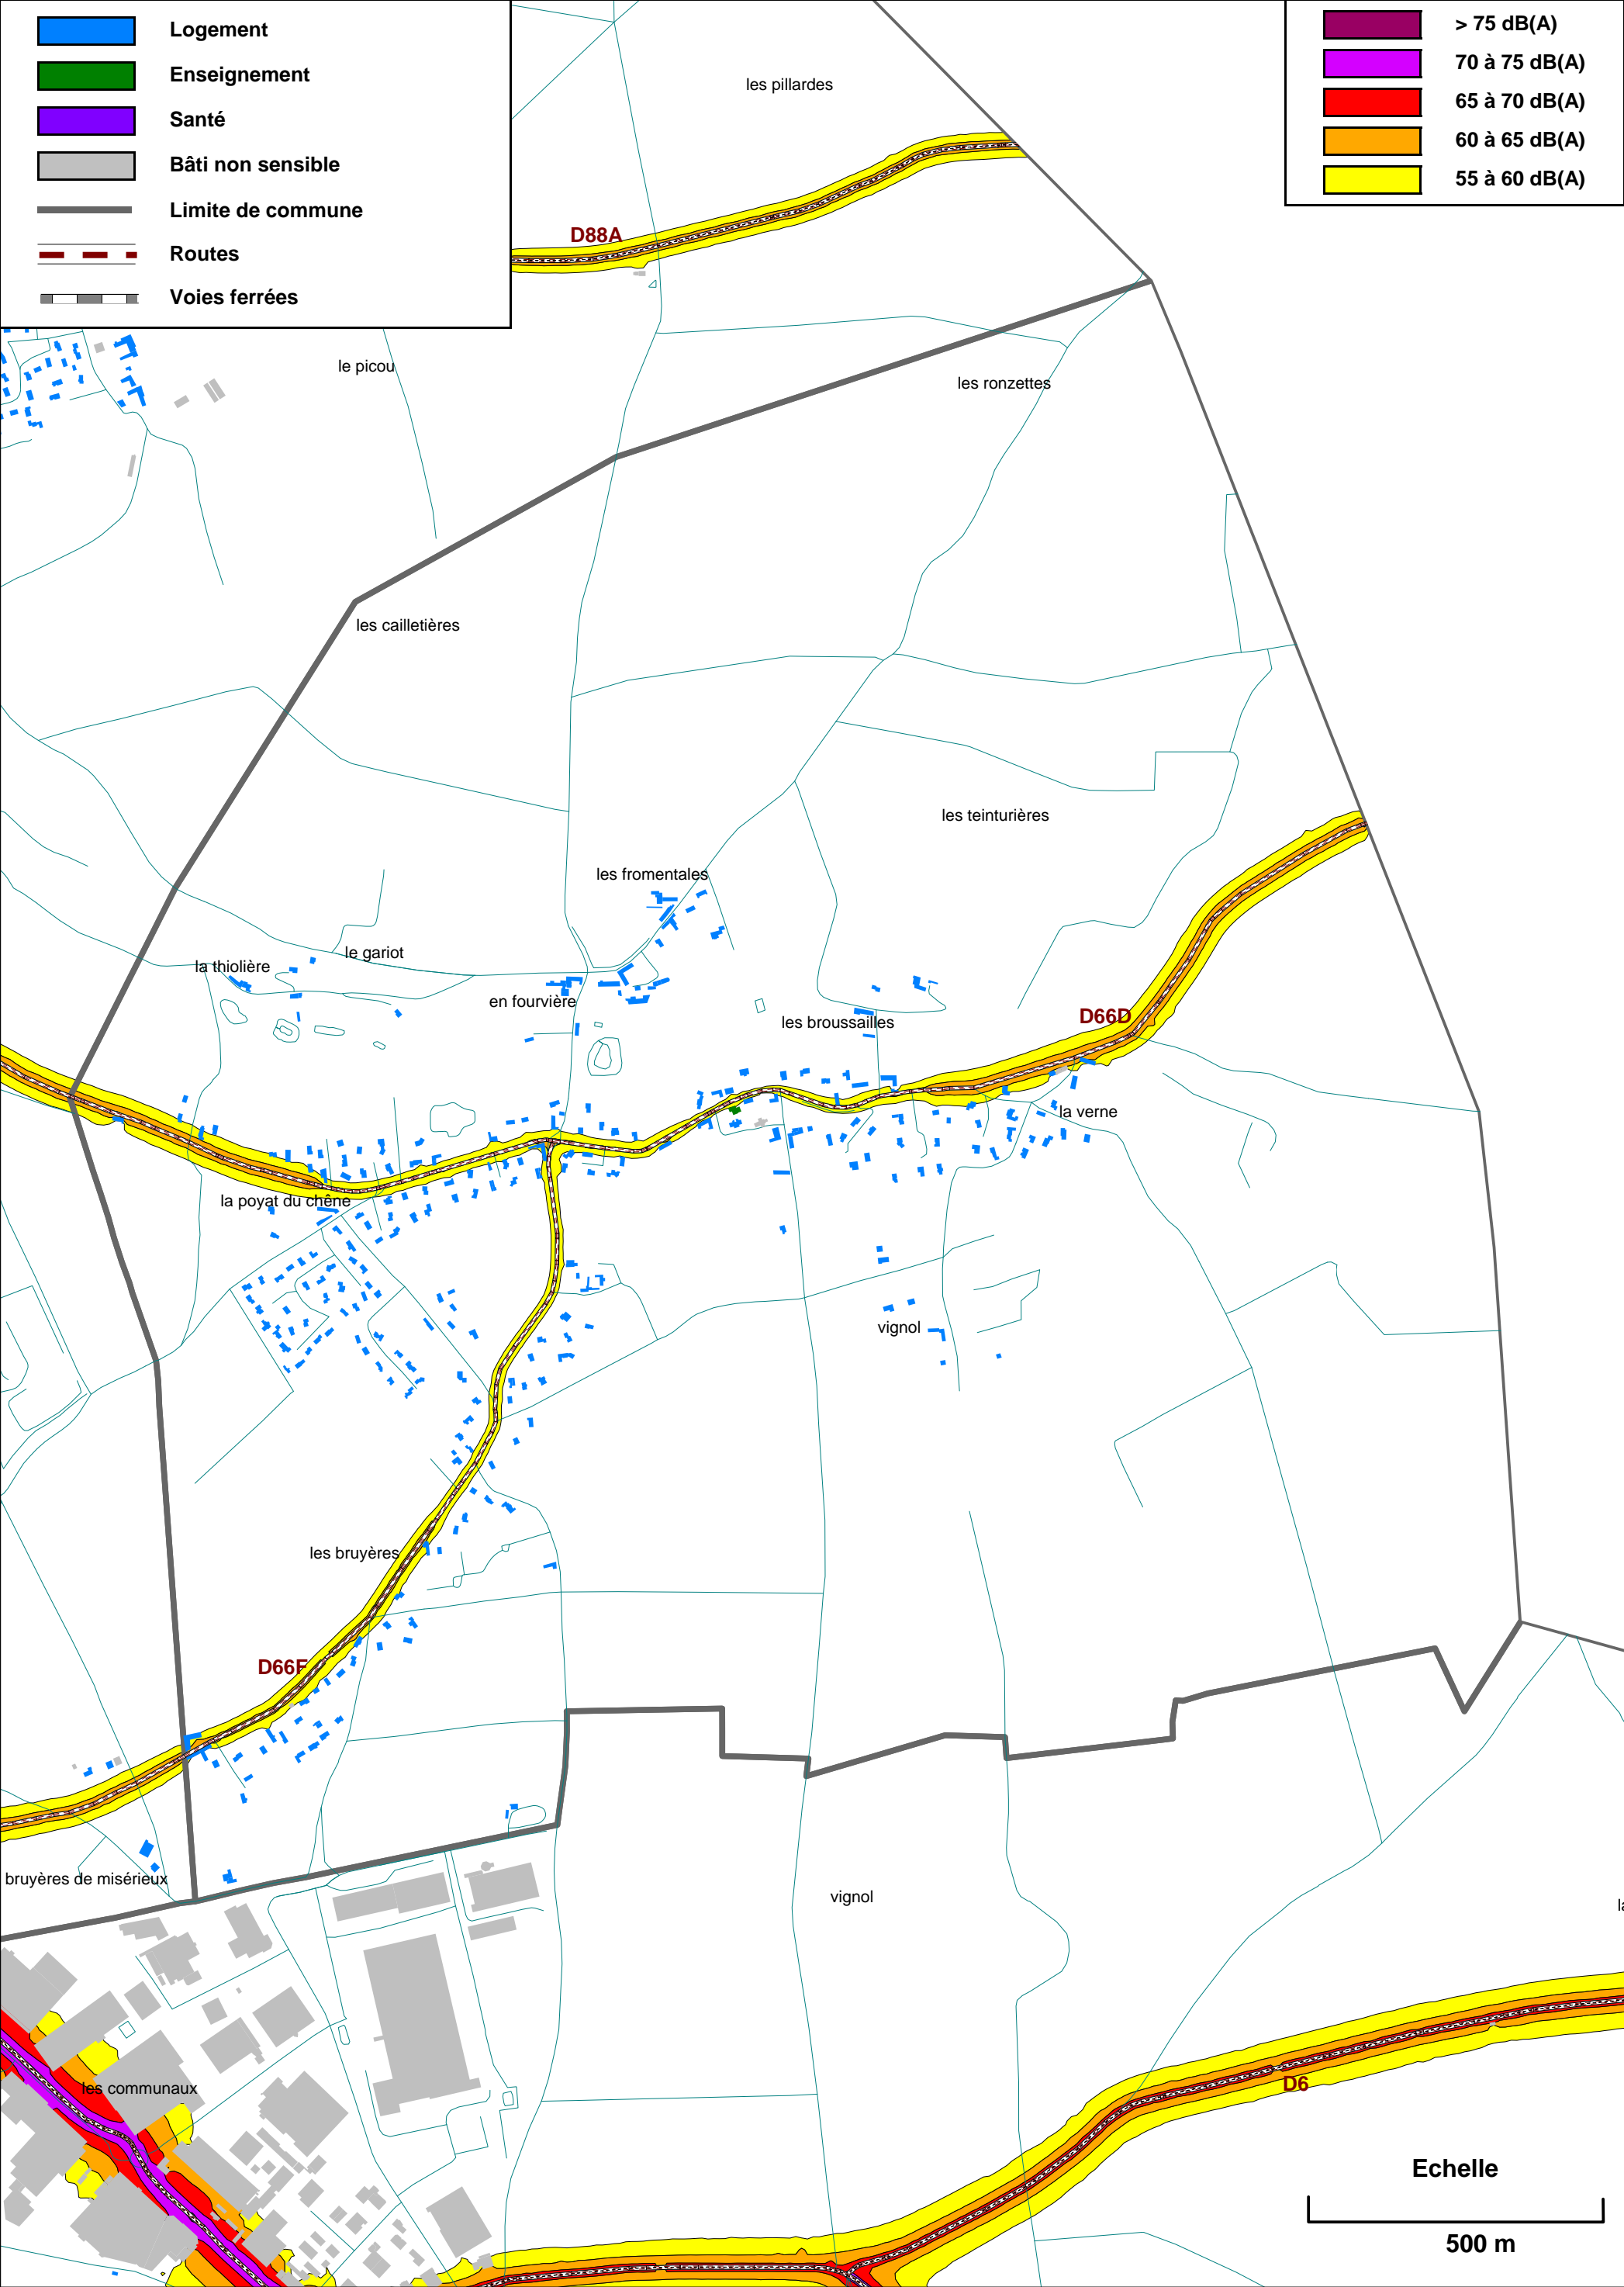 Logement
Enseignement
Santé
Bâti non sensible
Limite de commune
Routes
Voies ferrées
> 75 dB(A)
70 à 75 dB(A)
65 à 70 dB(A)
60 à 65 dB(A)
55 à 60 dB(A)
les pillardes
D88A
le picou
les ronzettes
les cailletières
les teinturières
les fromentales
le gariot
la thiolière
en fourvière
les broussailles
D66D
la verne
la poyat du chêne
vignol
les bruyères
D66F
bruyères de misérieux
vignol
la
les communaux
D6
Echelle
500 m